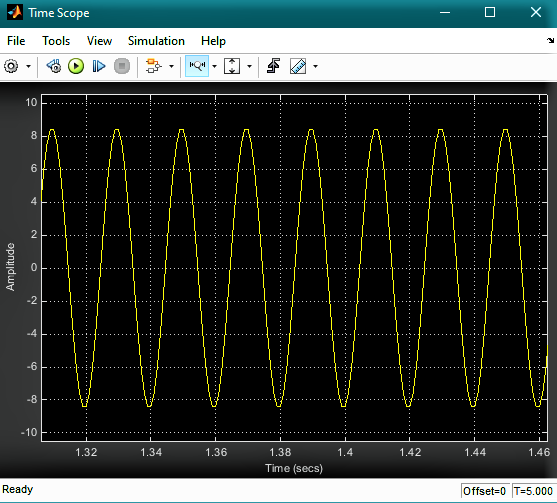 Time Scope
File Tools View Simulation Help
10
8
6
4
2
0
-2
-4
-6
-8
-10
Amplitude
1.32 1.34 1.36 1.38 1.4 1.42 1.44 1.46
Time (secs)
Ready
Offset=0 T=5.000